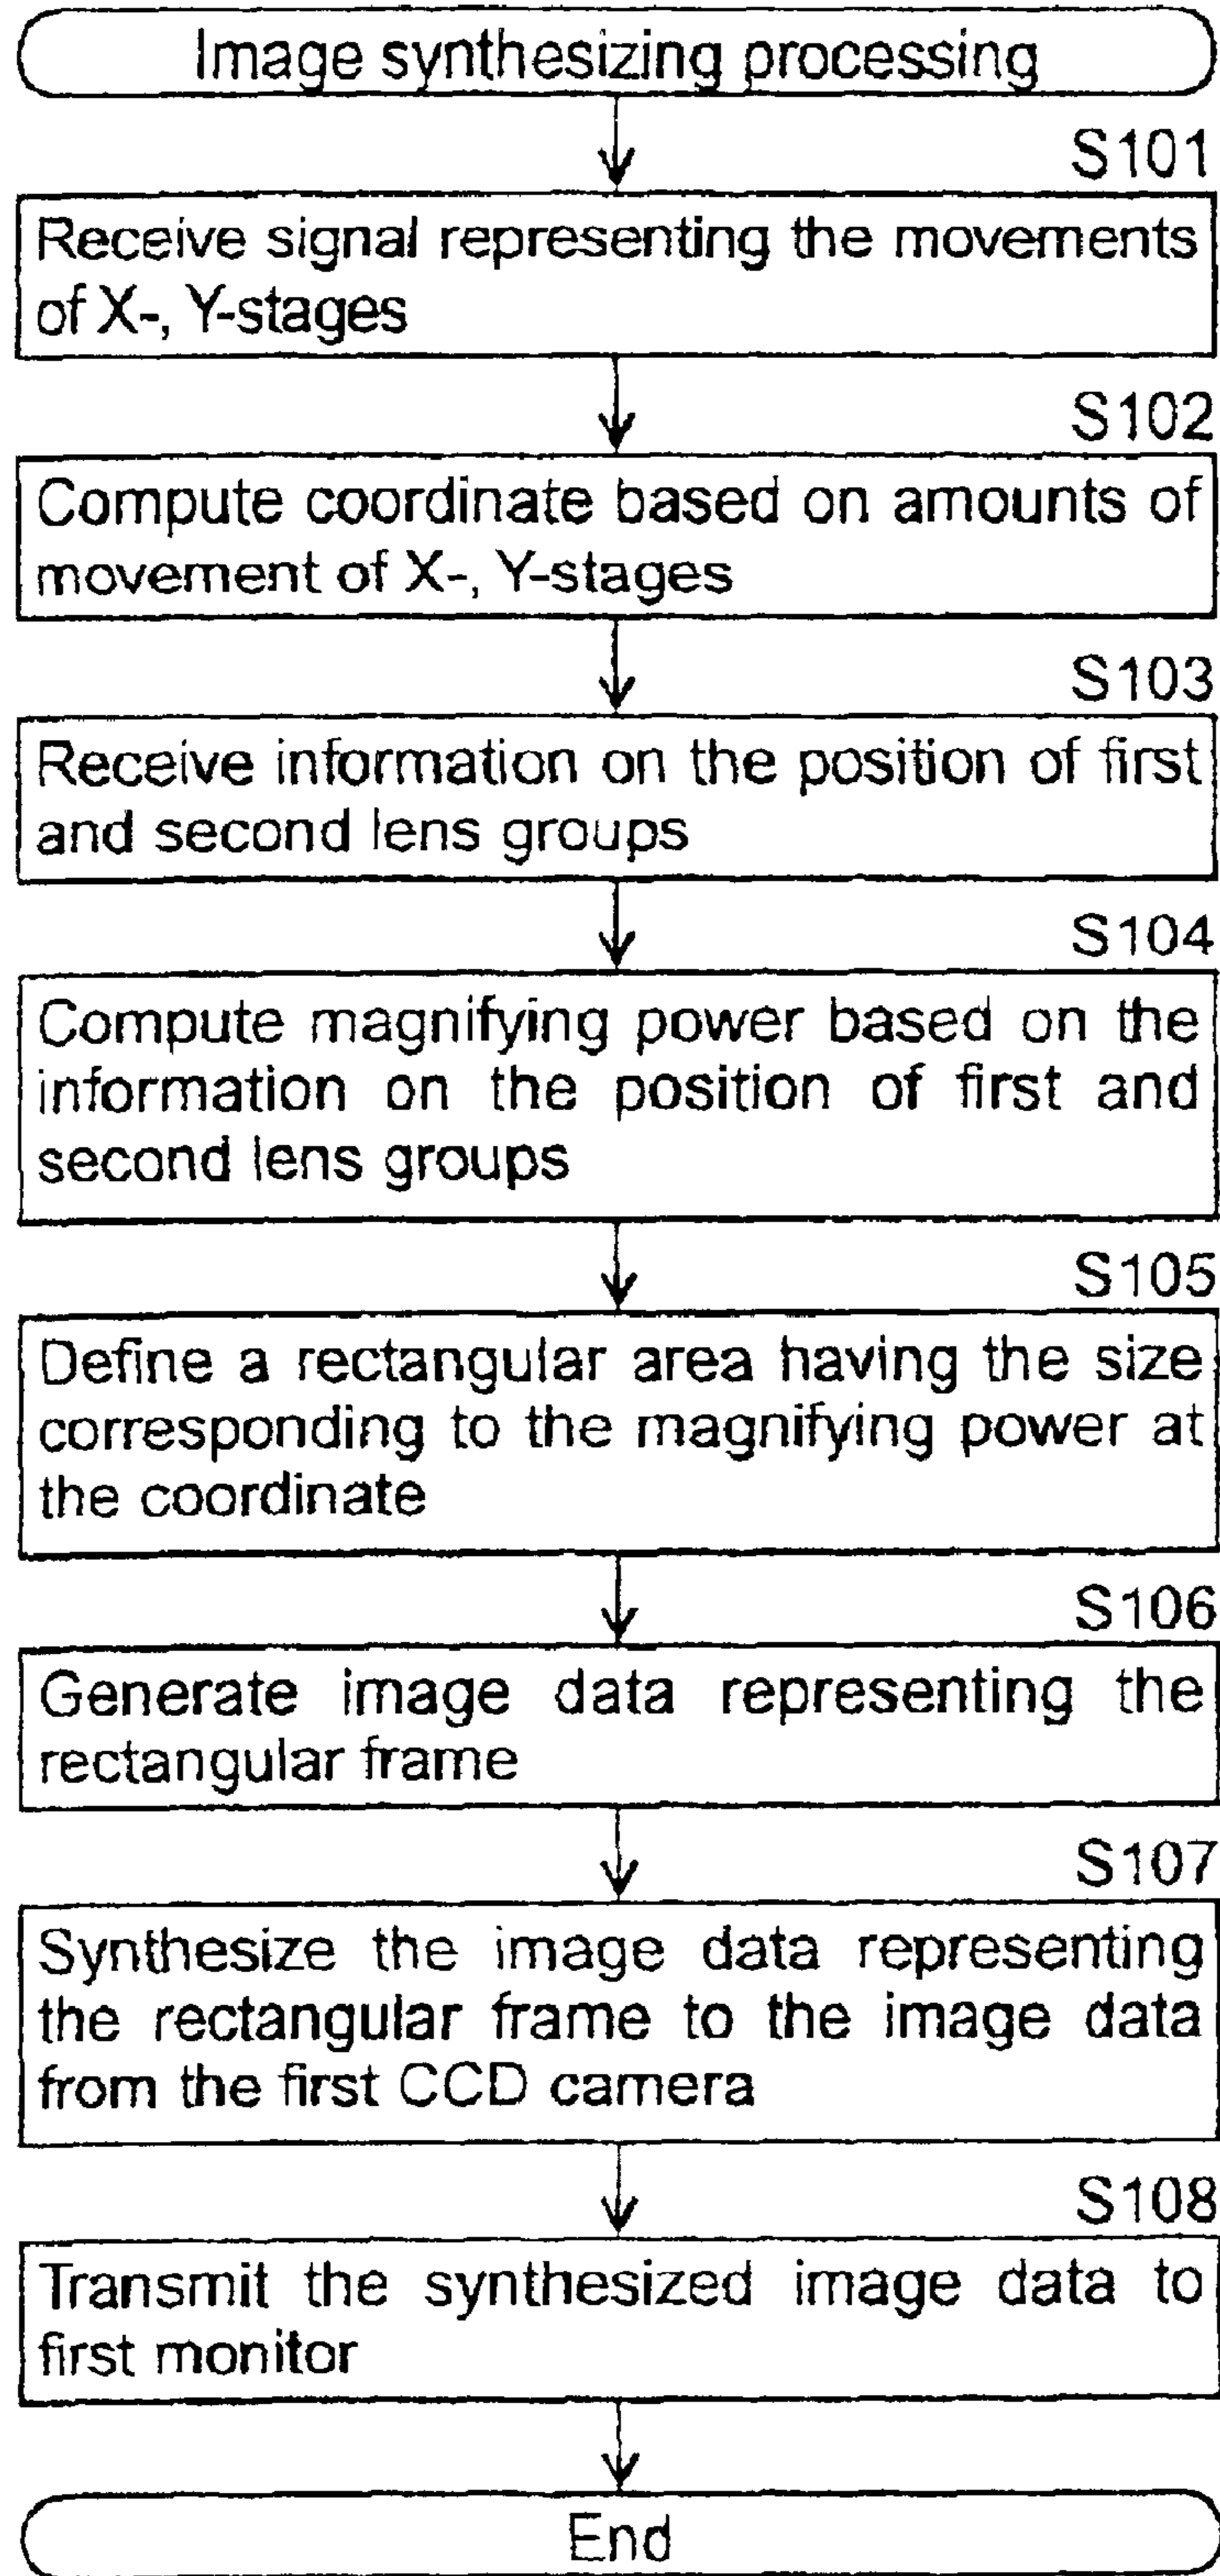 Image synthesizing processing
S101
Receive signal representing the movements
of X-, Y-stages
S102
Compute coordinate based on amounts of
movement of X-, Y-stages
S103
Receive information on the position of first
and second lens groups
S104
Compute magnifying power based on the
information on the position of first and
second lens groups
S105
Define a rectangular area having the size
corresponding to the magnifying power at
the coordinate
S106
Generate image data representing the
rectangular frame
S107
Synthesize the image data representing
the rectangular frame to the image data
from the first CCD camera
S108
Transmit the synthesized image data to
first monitor
End